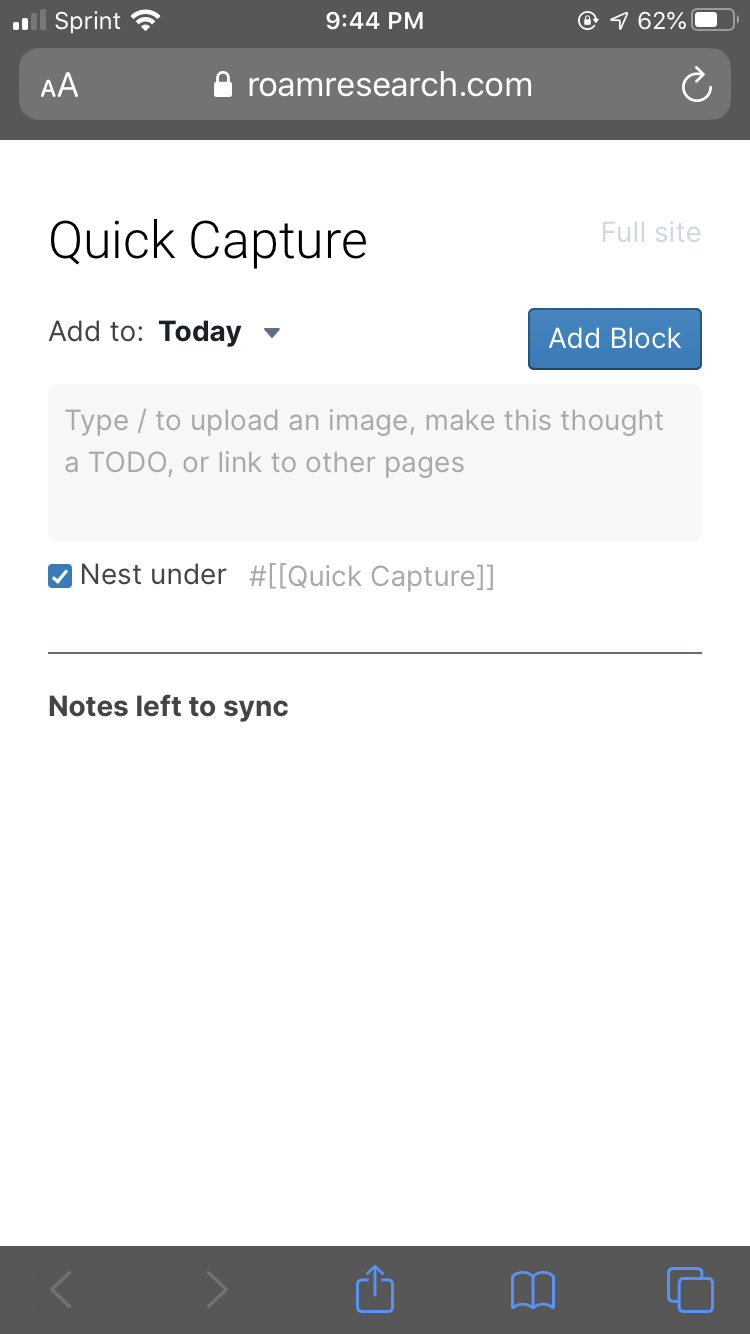 Sprint 9:44 PM 62%
AA roamresearch.com
Quick Capture Full site
Add to: Today Add Block
Type / to upload an image, make this thought
a TODO, or link to other pages
Nest under #[[Quick Capture]]
Notes left to sync